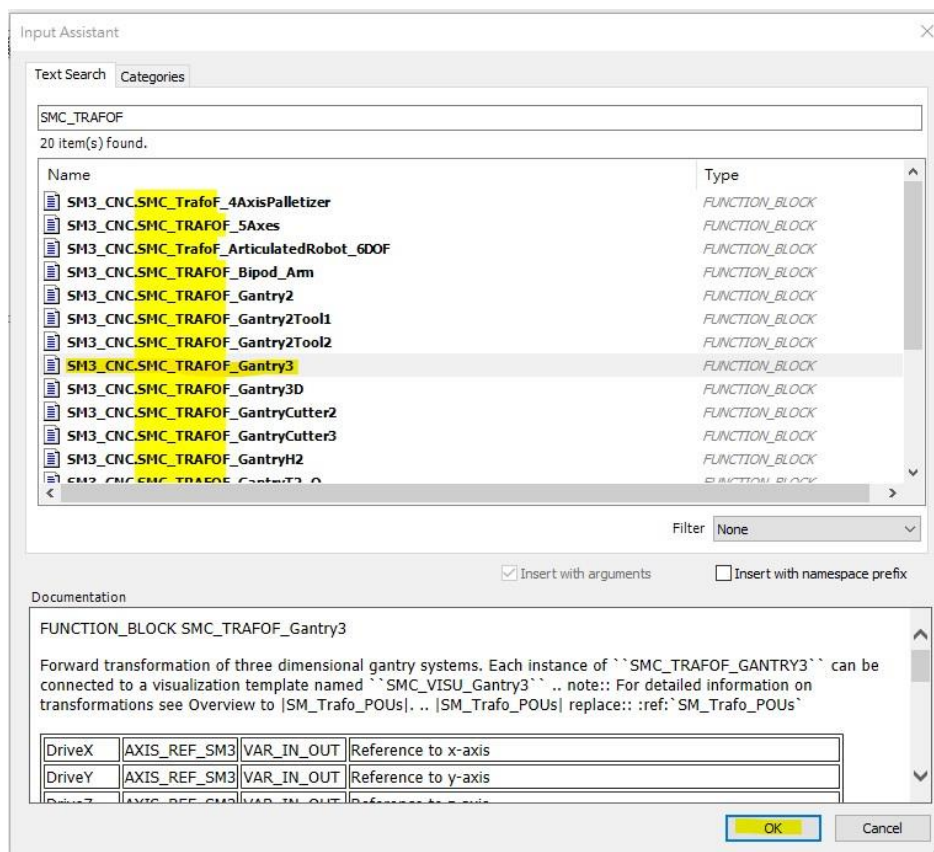 Input Assistant
Text Search Categories
SMC_TRAFOF
20 item(s) found.
Name Type
SM3_CNC.SMC_TrafoF_4AxisPalletizer FUNCTION_BLOCK
SM3_CNC.SMC_TRAFOF_5Axes FUNCTION_BLOCK
SM3_CNC.SMC_TrafoF_ArticulatedRobot_6DOF FUNCTION_BLOCK
SM3_CNC.SMC_TRAFOF_Bipod_Arm FUNCTION_BLOCK
SM3_CNC.SMC_TRAFOF_Gantry2 FUNCTION_BLOCK
SM3_CNC.SMC_TRAFOF_Gantry2Tool1 FUNCTION_BLOCK
SM3_CNC.SMC_TRAFOF_Gantry2Tool2 FUNCTION_BLOCK
SM3_CNC.SMC_TRAFOF_Gantry3 FUNCTION_BLOCK
SM3_CNC.SMC_TRAFOF_Gantry3D FUNCTION_BLOCK
SM3_CNC.SMC_TRAFOF_GantryCutter2 FUNCTION_BLOCK
SM3_CNC.SMC_TRAFOF_GantryCutter3 FUNCTION_BLOCK
SM3_CNC.SMC_TRAFOF_GantryH2 FUNCTION_BLOCK
Filter None
Insert with arguments Insert with namespace prefix
Documentation
FUNCTION_BLOCK SMC_TRAFOF_Gantry3
Forward transformation of three dimensional gantry systems. Each instance of ``SMC_TRAFOF_GANTRY3`` can be
connected to a visualization template named ``SMC_VISU_Gantry3`` .. note:: For detailed information on
transformations see Overview to |SM_Trafo_POUs|. .. |SM_Trafo_POUs| replace:: :ref:`SM_Trafo_POUs`
DriveX AXIS_REF_SM3 VAR_IN_OUT Reference to x-axis
DriveY AXIS_REF_SM3 VAR_IN_OUT Reference to y-axis
OK Cancel